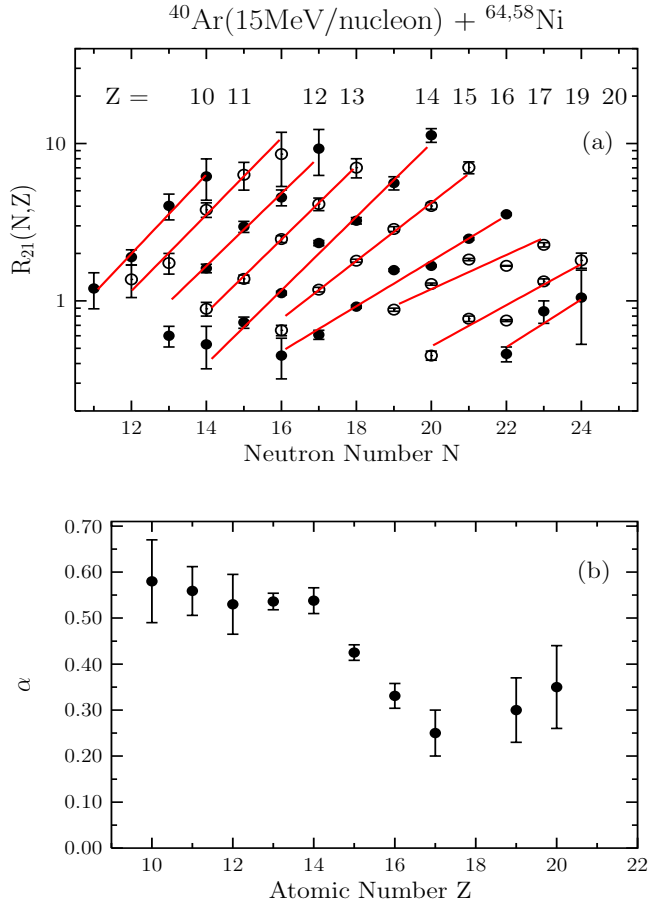 ⁴⁰Ar(15MeV/nucleon) + ⁶⁴,⁵⁸Ni
Z = 10 11 12 13 14 15 16 17 19 20
(a)
10
1
R₂₁(N,Z)
12 14 16 18 20 22 24
Neutron Number N
0.70
0.60
0.50
0.40
0.30
0.20
0.10
0.00
(b)
α
10 12 14 16 18 20 22
Atomic Number Z